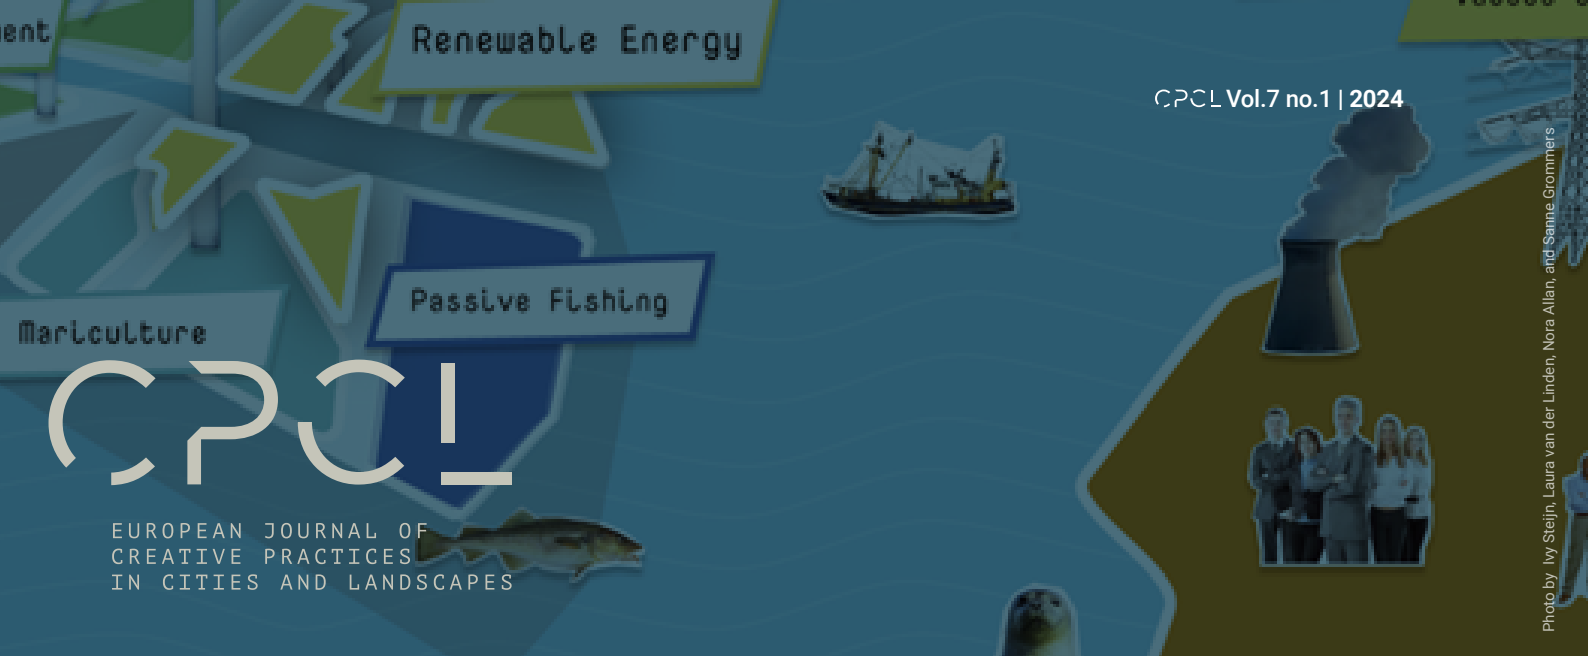 Renewable Energy
CPCL Vol.7 no.1 | 2024
Passive Fishing
Mariculture
CPCL
EUROPEAN JOURNAL OF
CREATIVE PRACTICES
IN CITIES AND LANDSCAPES
Photo by Ivy Steijn, Laura van der Linden, Nora Allan, and Sanne Grommers